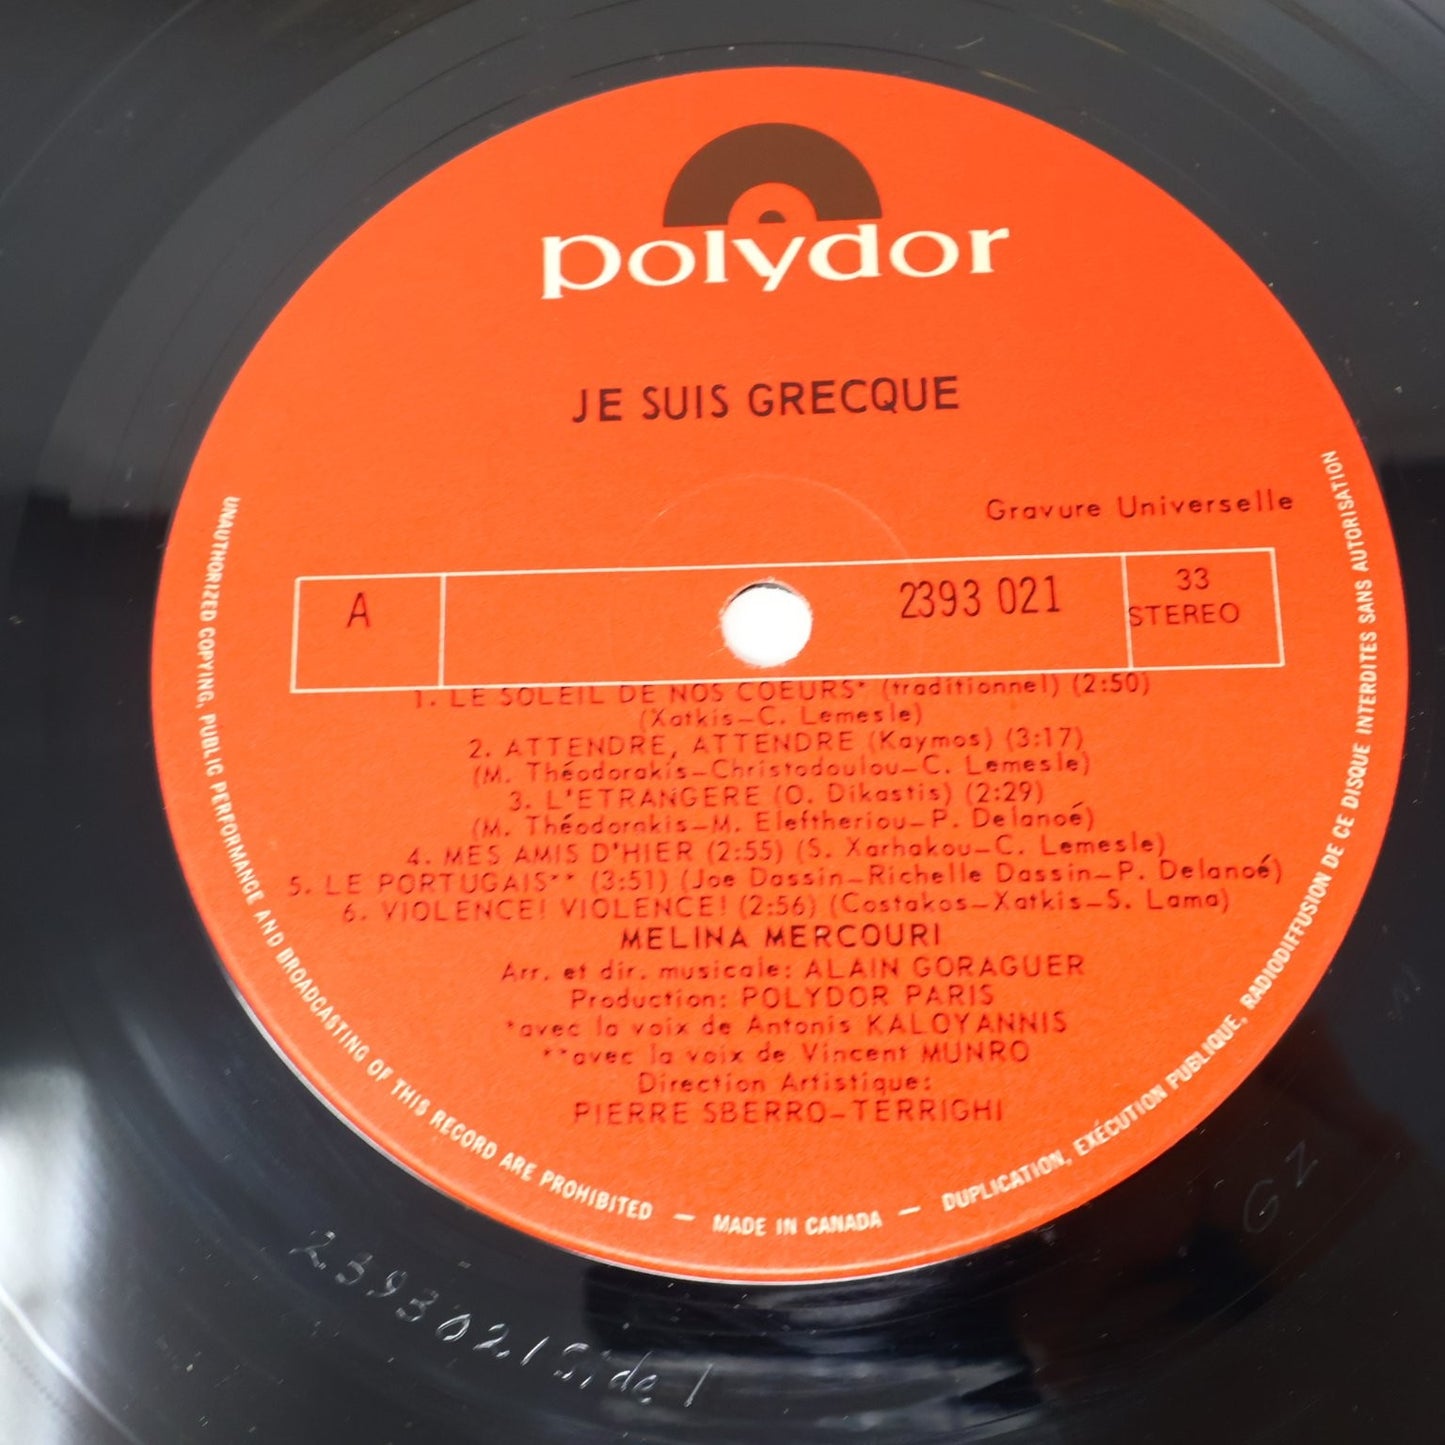 polydor
JE SUIS GRECQUE
Gravure Universelle
A
2393 021
33
STEREO
1. LE SOLEIL DE NOS COEURS* (traditionnel) (2:50)
(Xatkis-C. Lemesle)
2. ATTENDRE, ATTENDRE (Kaymos) (3:17)
(M. Théodorakis-Christodoulou-C. Lemesle)
3. L'ETRANGERE (O. Dikastis) (2:29)
(M. Théodorakis-M. Eleftheriou-P. Delanoé)
4. MES AMIS D'HIER (2:55) (S. Xarhakou-C. Lemesle)
5. LE PORTUGAIS** (3:51) (Joe Dassin-Richelle Dassin-P. Delanoé)
6. VIOLENCE! VIOLENCE! (2:56) (Costakos-Xatkis-S. Lama)
MELINA MERCOURI
Arr. et dir. musicale: ALAIN GORAGUER
Production: POLYDOR PARIS
*avec la voix de Antonis KALOYANNIS
**avec la voix de Vincent MUNRO
Direction Artistique:
PIERRE SBERRO-TERRIGHI
UNAUTHORIZED COPYING, PUBLIC PERFORMANCE AND BROADCASTING OF THIS RECORD ARE PROHIBITED — MADE IN CANADA — DUPLICATION, EXÉCUTION PUBLIQUE, RADIODIFFUSION DE CE DISQUE INTERDITES SANS AUTORISATION
2393021 Side 1
GZ